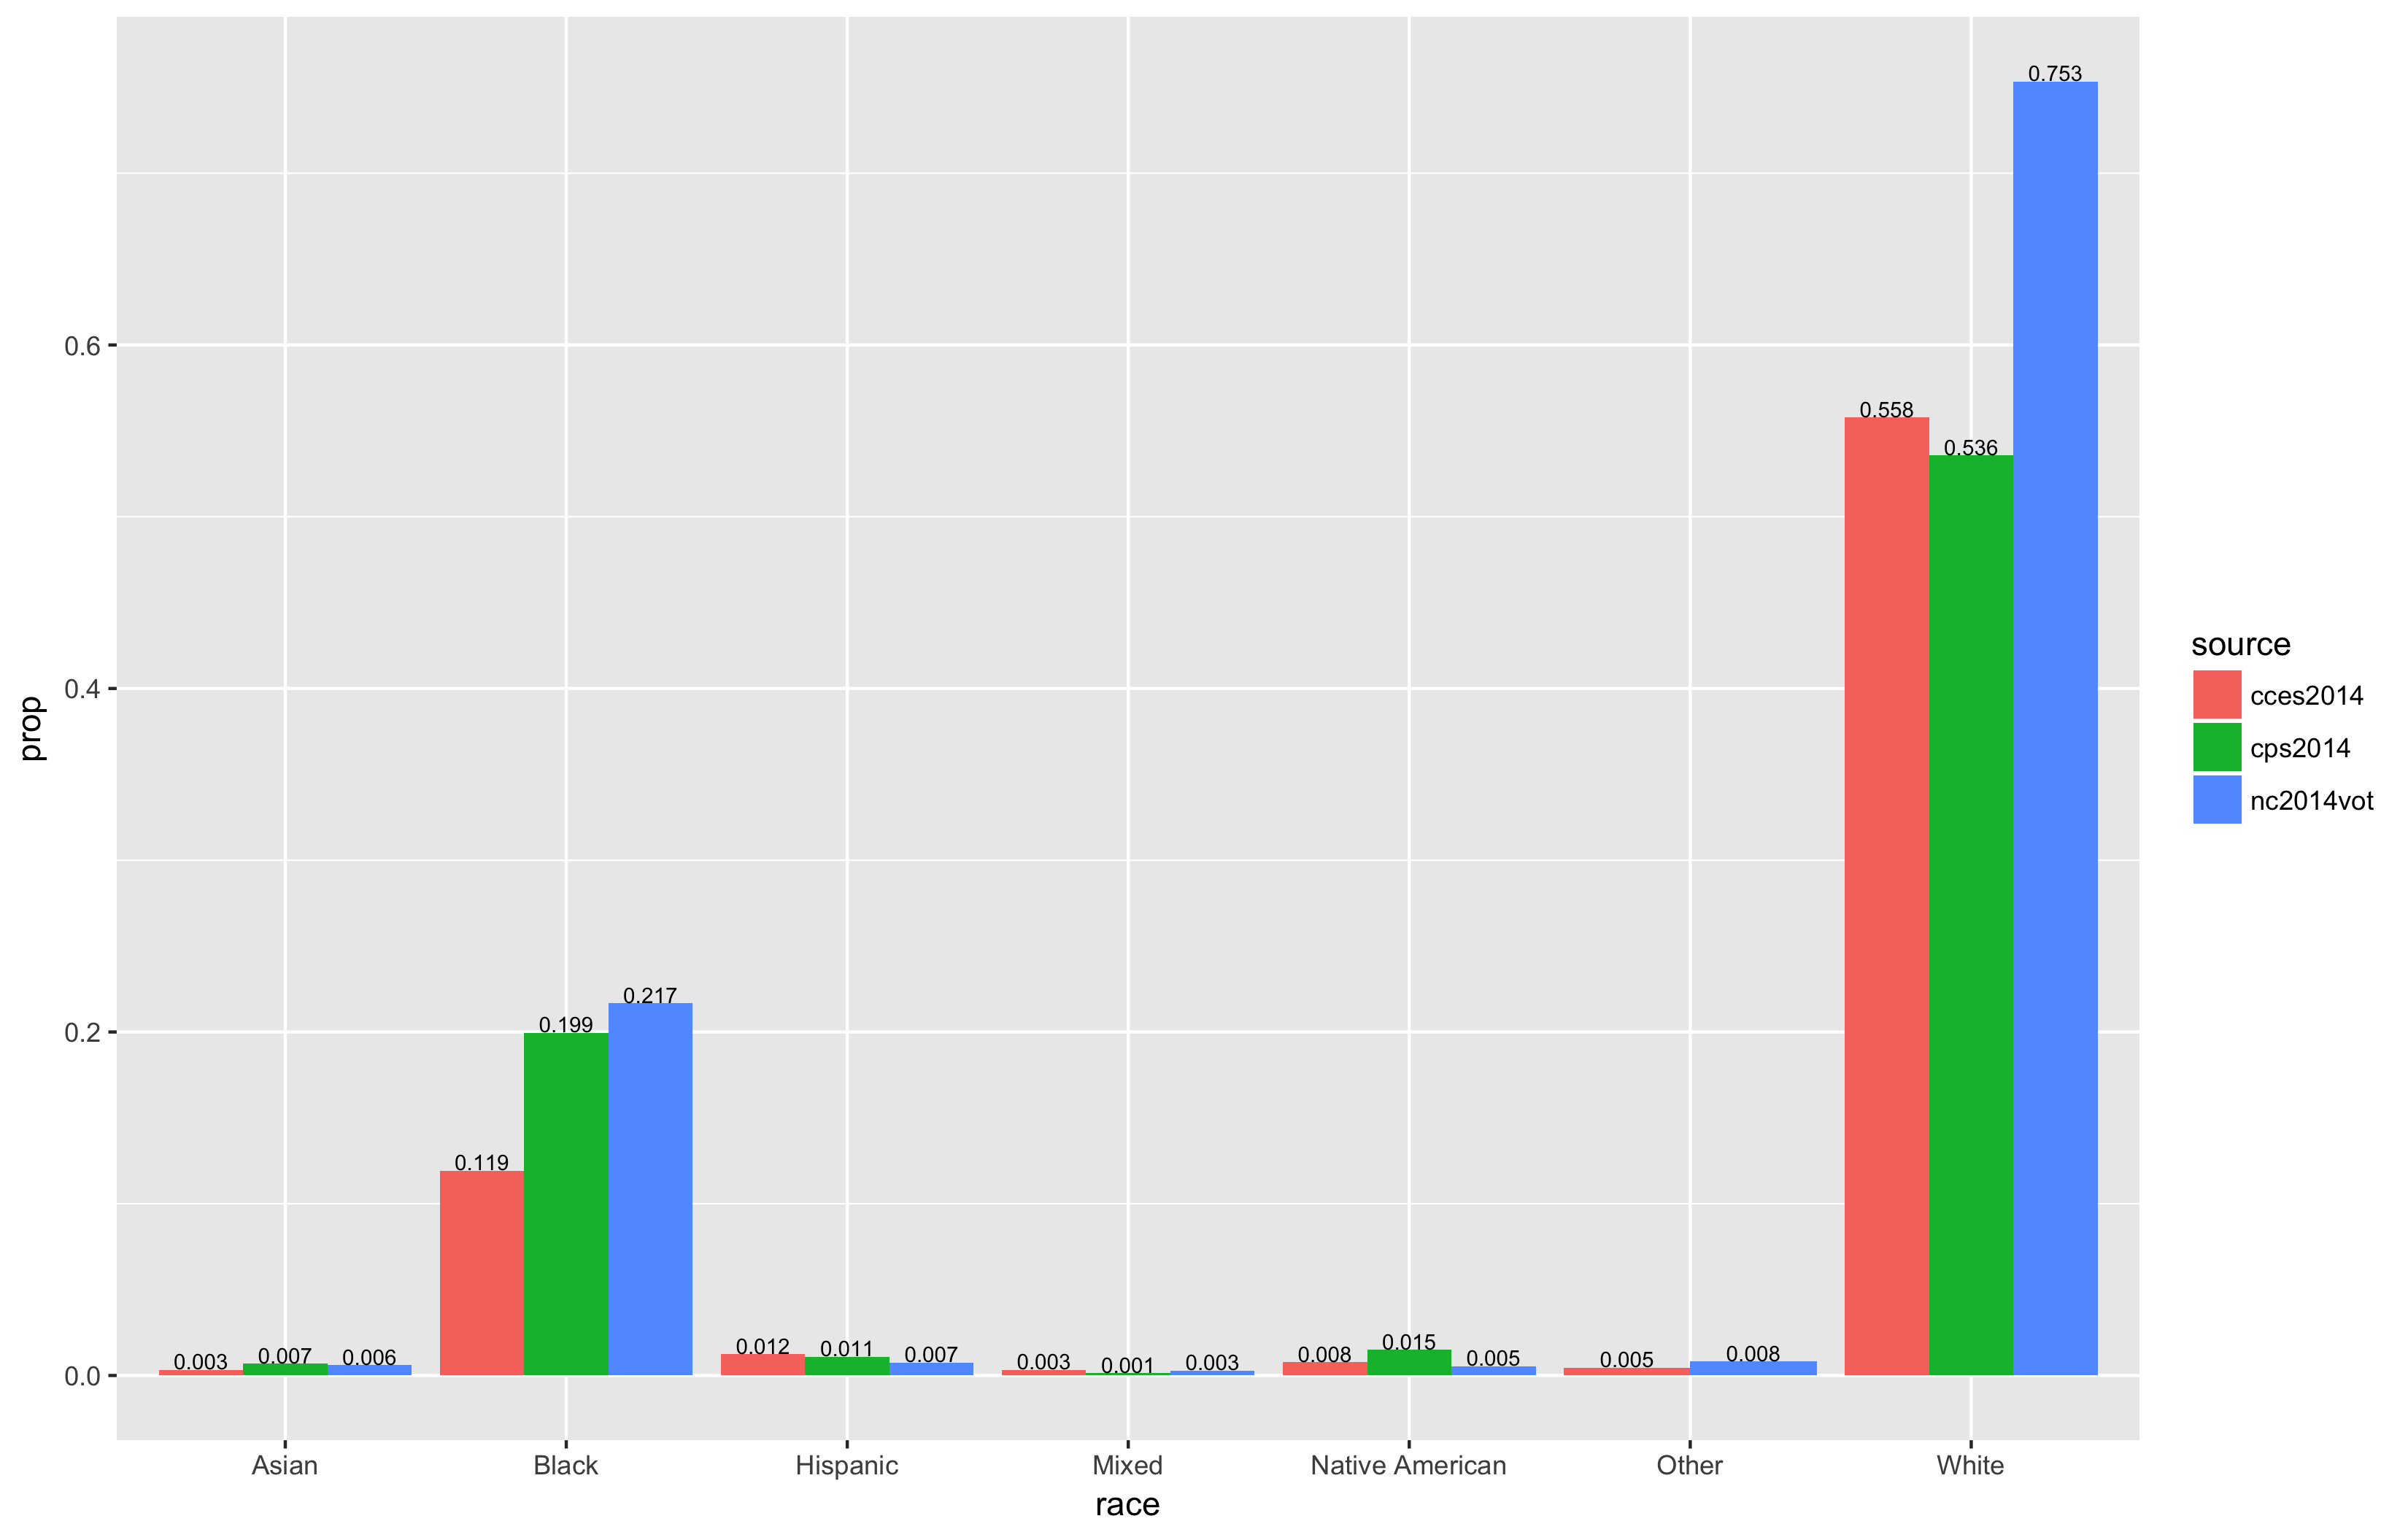 0.753
0.6
0.558
0.536
source
cces2014
0.4
prop
cps2014
nc2014vot
0.217
0.199
0.2
0.119
0.003 0.007 0.006
0.012 0.011 0.007
0.003 0.001 0.003
0.008 0.015 0.005
0.005 0.008
0.0
Asian Black Hispanic Mixed Native American Other White
race